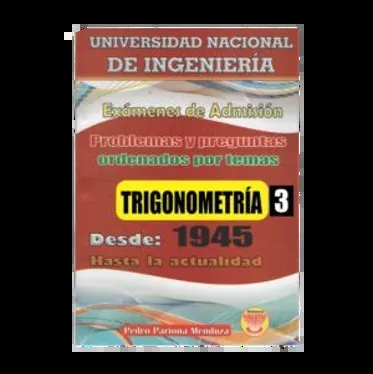 UNIVERSIDAD NACIONAL
DE INGENIERÍA
Exámenes de Admisión
Problemas y preguntas
ordenados por temas
TRIGONOMETRÍA 3
Desde: 1945
Hasta la actualidad
Pedro Pariona Mendoza